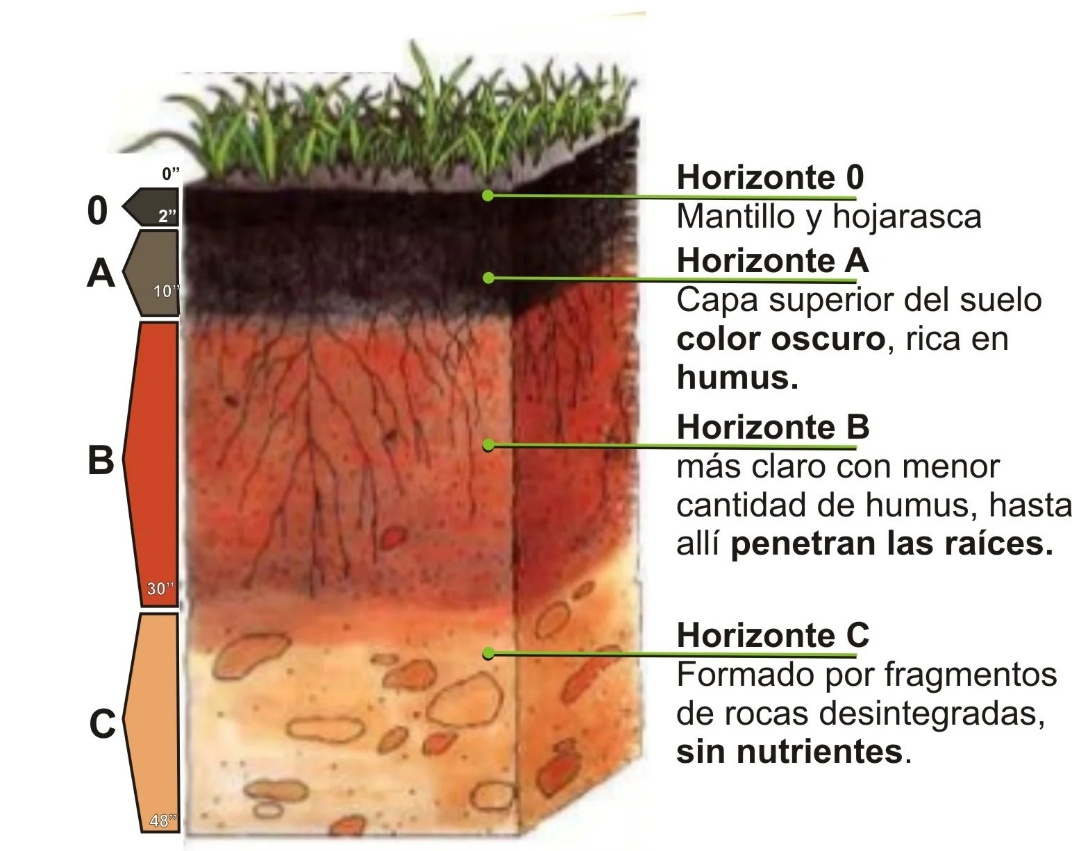 0”
0
2”
A
10”
B
30”
C
48”
Horizonte 0
Mantillo y hojarasca
Horizonte A
Capa superior del suelo
color oscuro, rica en
humus.
Horizonte B
más claro con menor
cantidad de humus, hasta
allí penetran las raíces.
Horizonte C
Formado por fragmentos
de rocas desintegradas,
sin nutrientes.